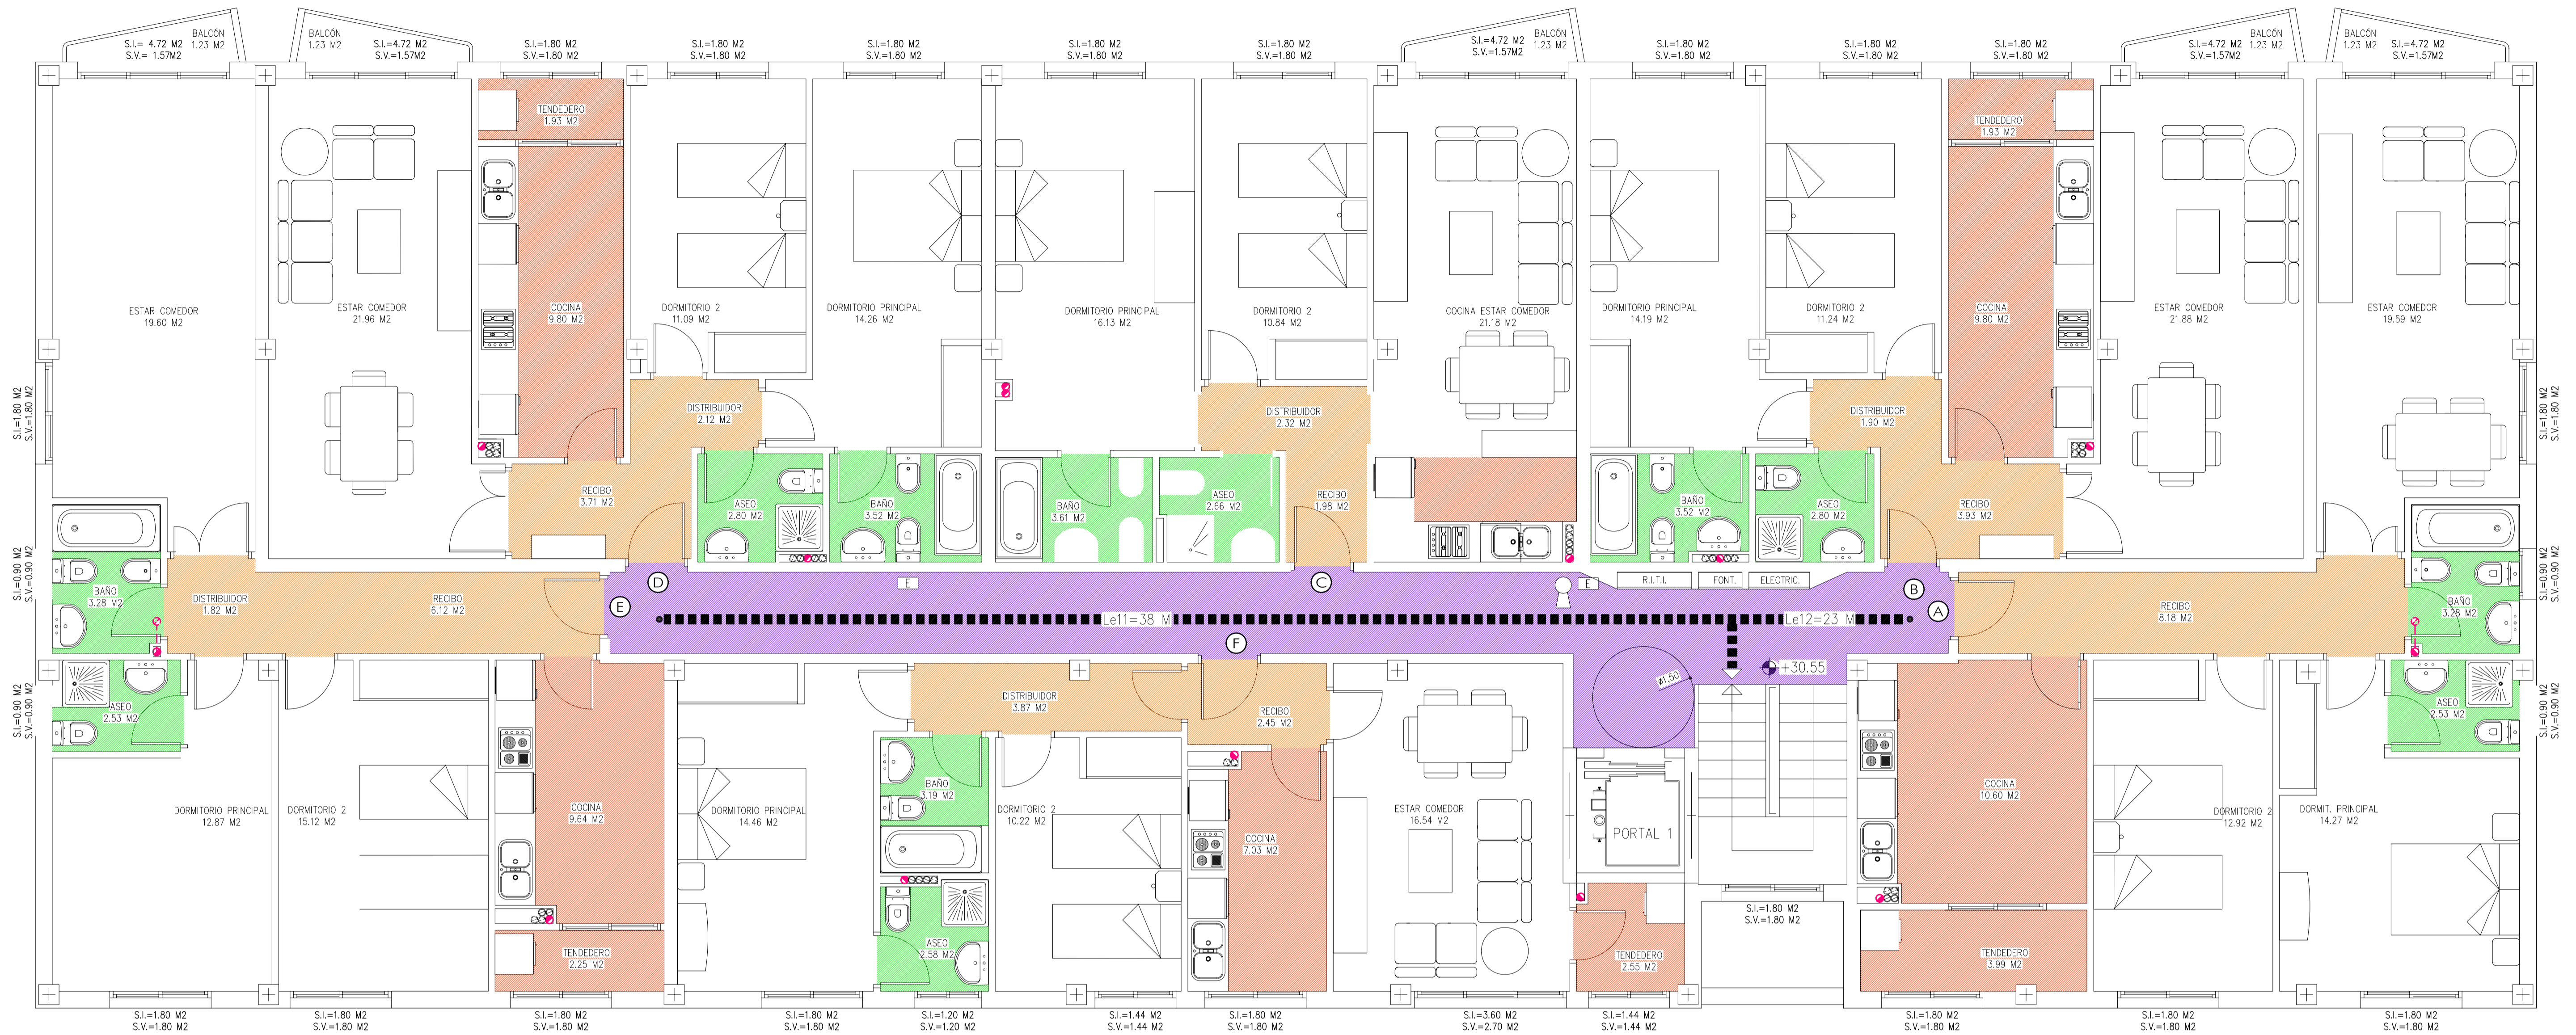 BALCÓN
1.23 M2
S.I.= 4.72 M2
S.V.= 1.57M2
BALCÓN
1.23 M2
S.I.=4.72 M2
S.V.=1.57M2
S.I.=1.80 M2
S.V.=1.80 M2
S.I.=1.80 M2
S.V.=1.80 M2
S.I.=1.80 M2
S.V.=1.80 M2
S.I.=1.80 M2
S.V.=1.80 M2
S.I.=1.80 M2
S.V.=1.80 M2
S.I.=4.72 M2
S.V.=1.57M2
BALCÓN
1.23 M2
S.I.=1.80 M2
S.V.=1.80 M2
S.I.=1.80 M2
S.V.=1.80 M2
S.I.=1.80 M2
S.V.=1.80 M2
S.I.=4.72 M2
S.V.=1.57M2
BALCÓN
1.23 M2
BALCÓN
1.23 M2
S.I.=4.72 M2
S.V.=1.57M2
TENDEDERO
1.93 M2
TENDEDERO
1.93 M2
ESTAR COMEDOR
19.60 M2
ESTAR COMEDOR
21.96 M2
COCINA
9.80 M2
DORMITORIO 2
11.09 M2
DORMITORIO PRINCIPAL
14.26 M2
DORMITORIO PRINCIPAL
16.13 M2
DORMITORIO 2
10.84 M2
COCINA ESTAR COMEDOR
21.18 M2
DORMITORIO PRINCIPAL
14.19 M2
DORMITORIO 2
11.24 M2
COCINA
9.80 M2
ESTAR COMEDOR
21.88 M2
ESTAR COMEDOR
19.59 M2
S.I.=1.80 M2
S.V.=1.80 M2
DISTRIBUIDOR
2.12 M2
DISTRIBUIDOR
2.32 M2
DISTRIBUIDOR
1.90 M2
S.I.=1.80 M2
S.V.=1.80 M2
RECIBO
3.71 M2
ASEO
2.80 M2
BAÑO
3.52 M2
BAÑO
3.61 M2
ASEO
2.66 M2
RECIBO
1.98 M2
BAÑO
3.52 M2
ASEO
2.80 M2
RECIBO
3.93 M2
S.I.=0.90 M2
S.V.=0.90 M2
BAÑO
3.28 M2
DISTRIBUIDOR
1.82 M2
RECIBO
6.12 M2
E
D
E
C
E
R.I.T.I.
FONT.
ELECTRIC.
B
A
RECIBO
8.18 M2
BAÑO
3.28 M2
S.I.=0.90 M2
S.V.=0.90 M2
Le11=38 M
Le12=23 M
F
+30.55
Ø1,50
S.I.=0.90 M2
S.V.=0.90 M2
ASEO
2.53 M2
DISTRIBUIDOR
3.87 M2
RECIBO
2.45 M2
ASEO
2.53 M2
S.I.=0.90 M2
S.V.=0.90 M2
DORMITORIO PRINCIPAL
12.87 M2
DORMITORIO 2
15.12 M2
COCINA
9.64 M2
DORMITORIO PRINCIPAL
14.46 M2
BAÑO
3.19 M2
DORMITORIO 2
10.22 M2
COCINA
7.03 M2
ESTAR COMEDOR
16.54 M2
PORTAL 1
COCINA
10.60 M2
DORMITORIO 2
12.92 M2
DORMIT. PRINCIPAL
14.27 M2
S.I.=1.80 M2
S.V.=1.80 M2
TENDEDERO
2.25 M2
ASEO
2.58 M2
TENDEDERO
2.55 M2
TENDEDERO
3.99 M2
S.I.=1.80 M2
S.V.=1.80 M2
S.I.=1.80 M2
S.V.=1.80 M2
S.I.=1.80 M2
S.V.=1.80 M2
S.I.=1.80 M2
S.V.=1.80 M2
S.I.=1.20 M2
S.V.=1.20 M2
S.I.=1.44 M2
S.V.=1.44 M2
S.I.=1.80 M2
S.V.=1.80 M2
S.I.=3.60 M2
S.V.=2.70 M2
S.I.=1.44 M2
S.V.=1.44 M2
S.I.=1.80 M2
S.V.=1.80 M2
S.I.=1.80 M2
S.V.=1.80 M2
S.I.=1.80 M2
S.V.=1.80 M2